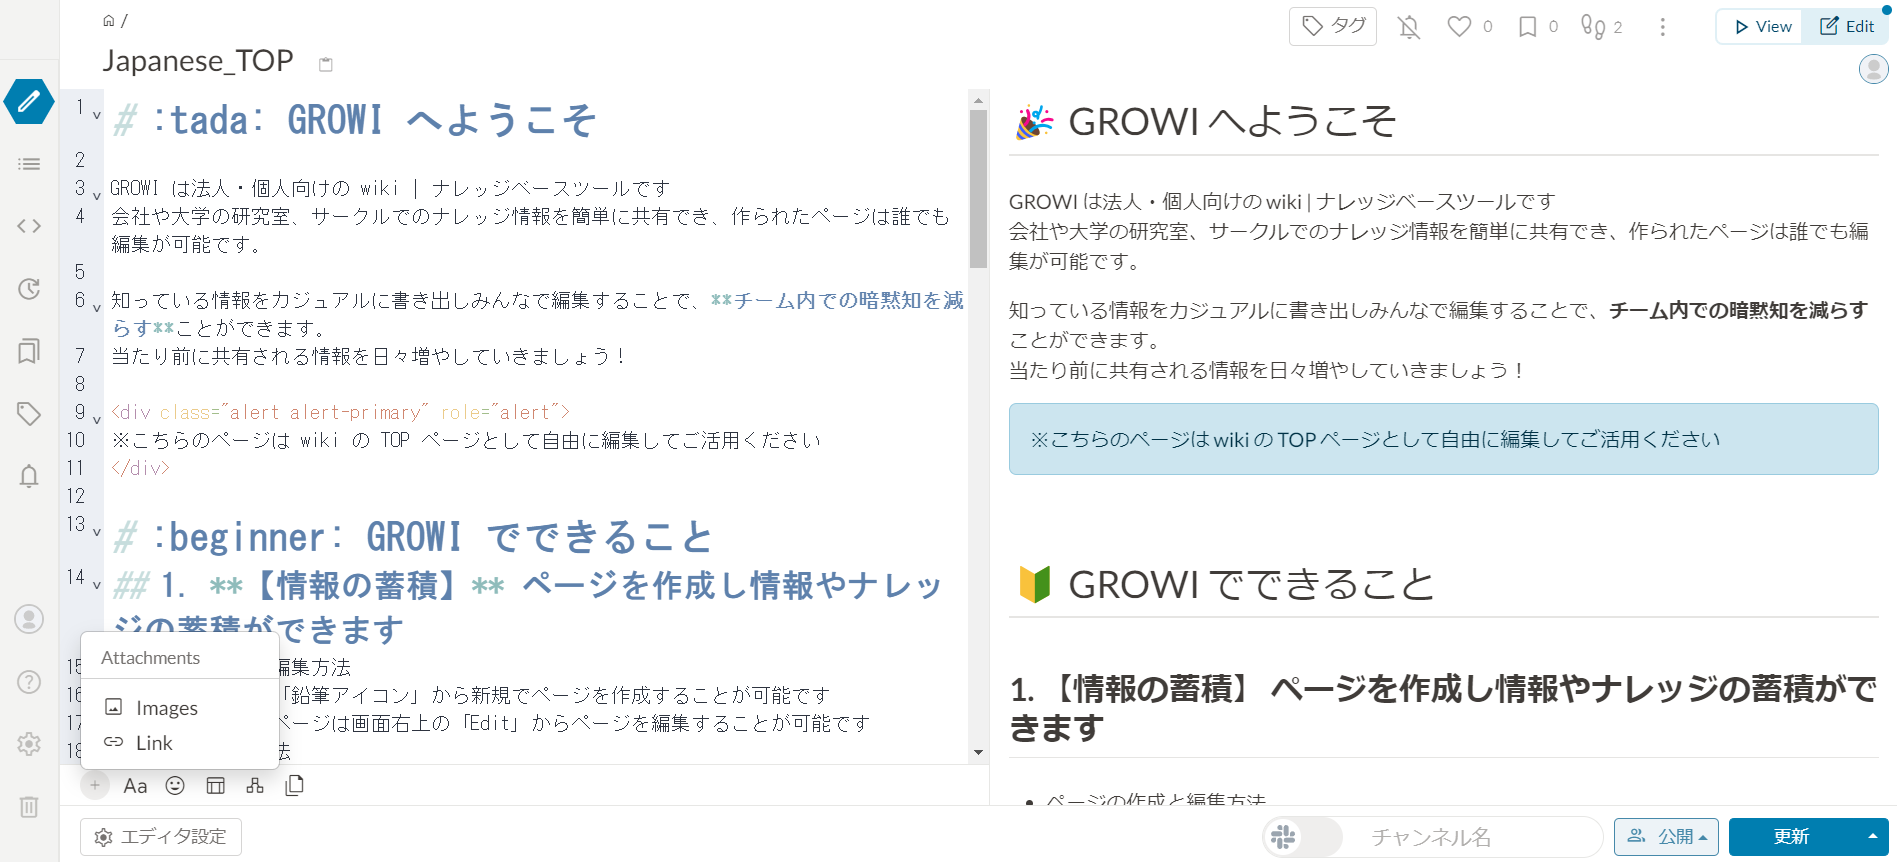 /
Japanese_TOP
タグ
0
0
2
View
Edit
1 # :tada: GROWI へようこそ
2
3 GROWI は法人・個人向けの wiki | ナレッジベースツールです
4 会社や大学の研究室、サークルでのナレッジ情報を簡単に共有でき、作られたページは誰でも
編集が可能です。
5
6 知っている情報をカジュアルに書き出しみんなで編集することで、**チーム内での暗黙知を減
らす**ことができます。
7 当たり前に共有される情報を日々増やしていきましょう！
8
9 <div class="alert alert-primary" role="alert">
10 ※こちらのページは wiki の TOP ページとして自由に編集してご活用ください
11 </div>
12
13 # :beginner: GROWI でできること
14 ## 1. **【情報の蓄積】** ページを作成し情報やナレッ
ジの蓄積ができます
15 編集方法
16 「鉛筆アイコン」から新規でページを作成することが可能です
17 ページは画面右上の「Edit」からページを編集することが可能です
18 法
Attachments
Images
Link
Aa
エディタ設定
GROWI へようこそ
GROWI は法人・個人向けの wiki | ナレッジベースツールです
会社や大学の研究室、サークルでのナレッジ情報を簡単に共有でき、作られたページは誰でも編
集が可能です。
知っている情報をカジュアルに書き出しみんなで編集することで、チーム内での暗黙知を減らす
ことができます。
当たり前に共有される情報を日々増やしていきましょう！
※こちらのページは wiki の TOP ページとして自由に編集してご活用ください
GROWI でできること
1. 【情報の蓄積】 ページを作成し情報やナレッジの蓄積がで
きます
ページの作成と編集方法
チャンネル名
公開
更新